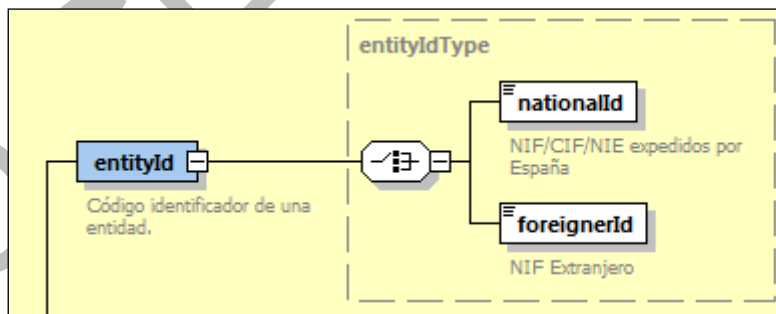 entityIdType
nationalId
NIF/CIF/NIE expedidos por
España
entityId
Código identificador de una
entidad.
foreignerId
NIF Extranjero